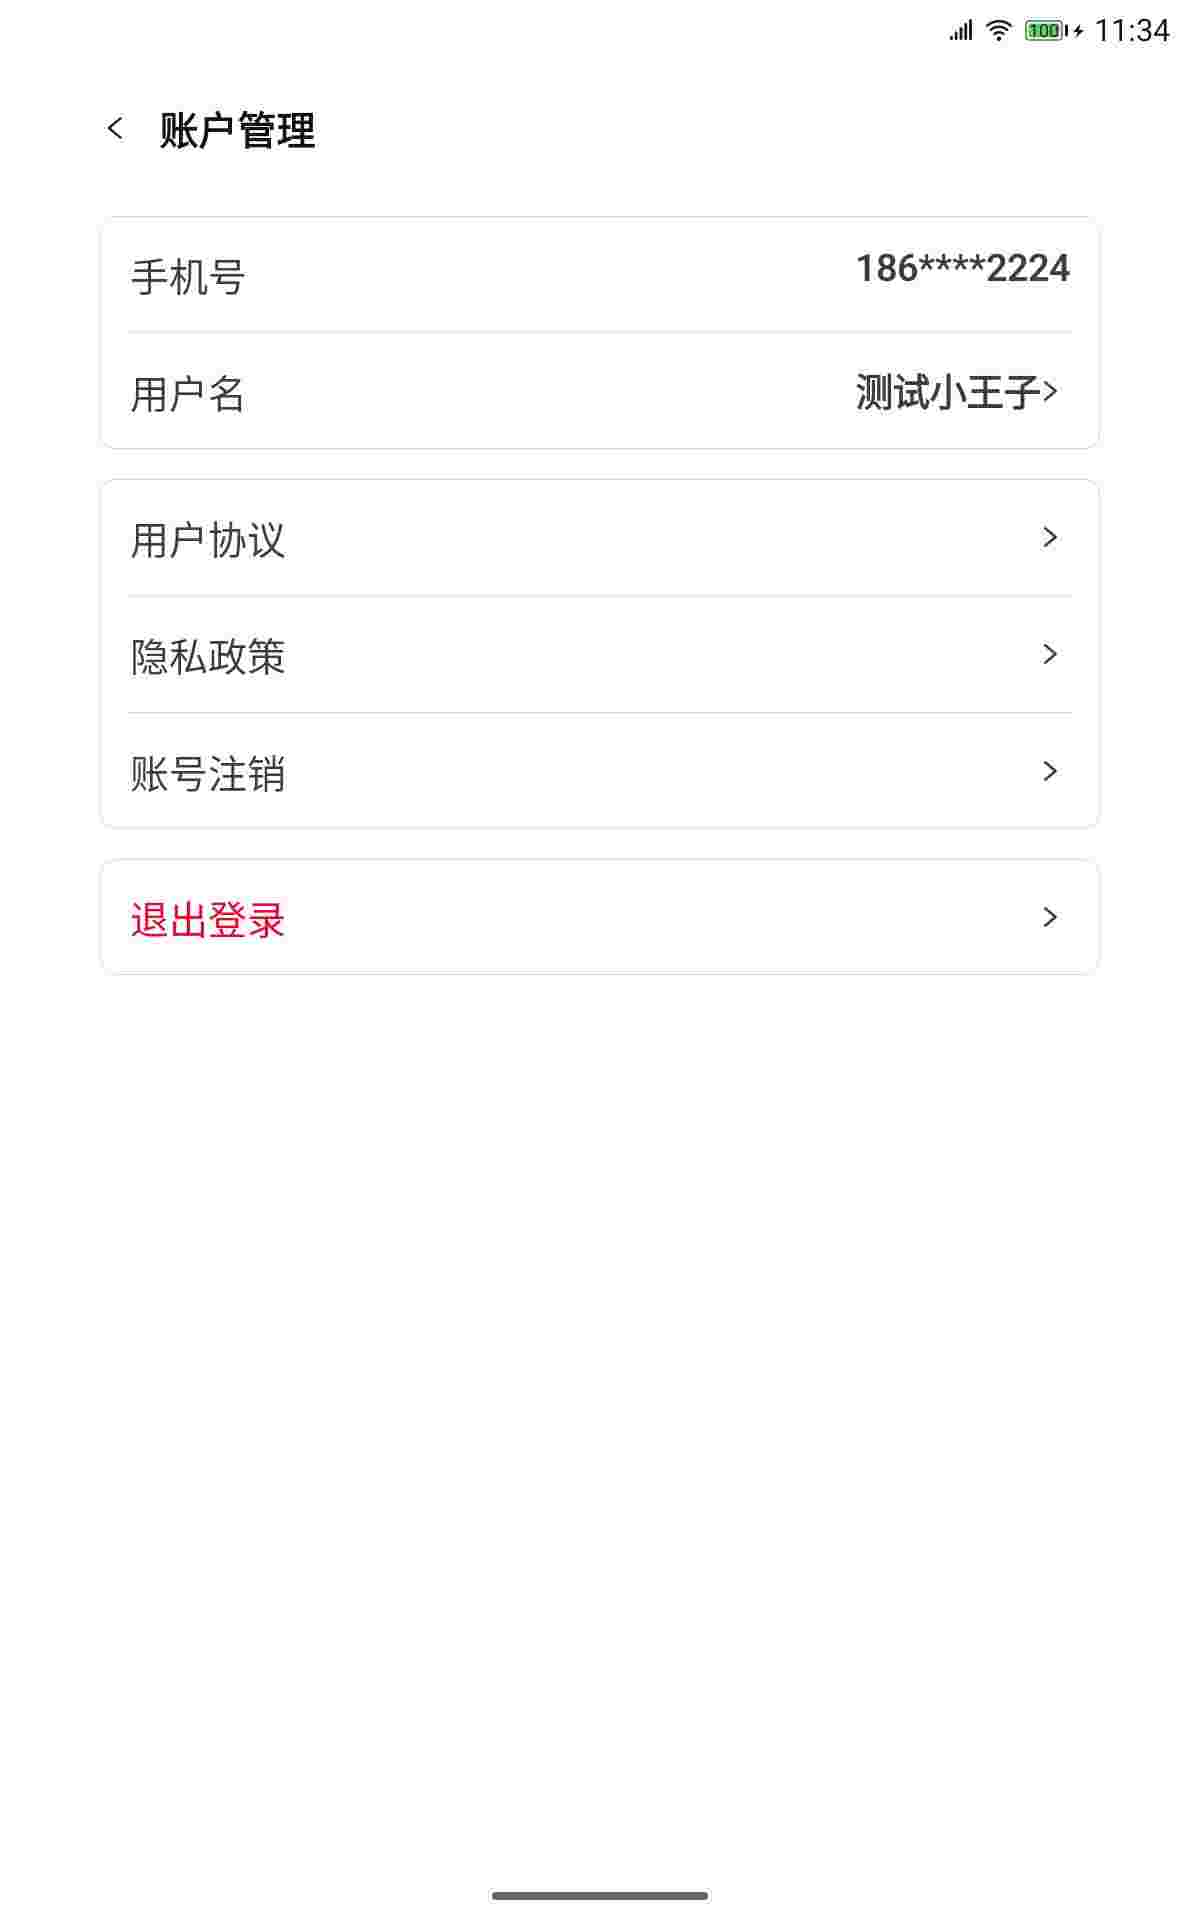 100 11:34
账户管理
手机号 186****2224
用户名 测试小王子
用户协议
隐私政策
账号注销
退出登录